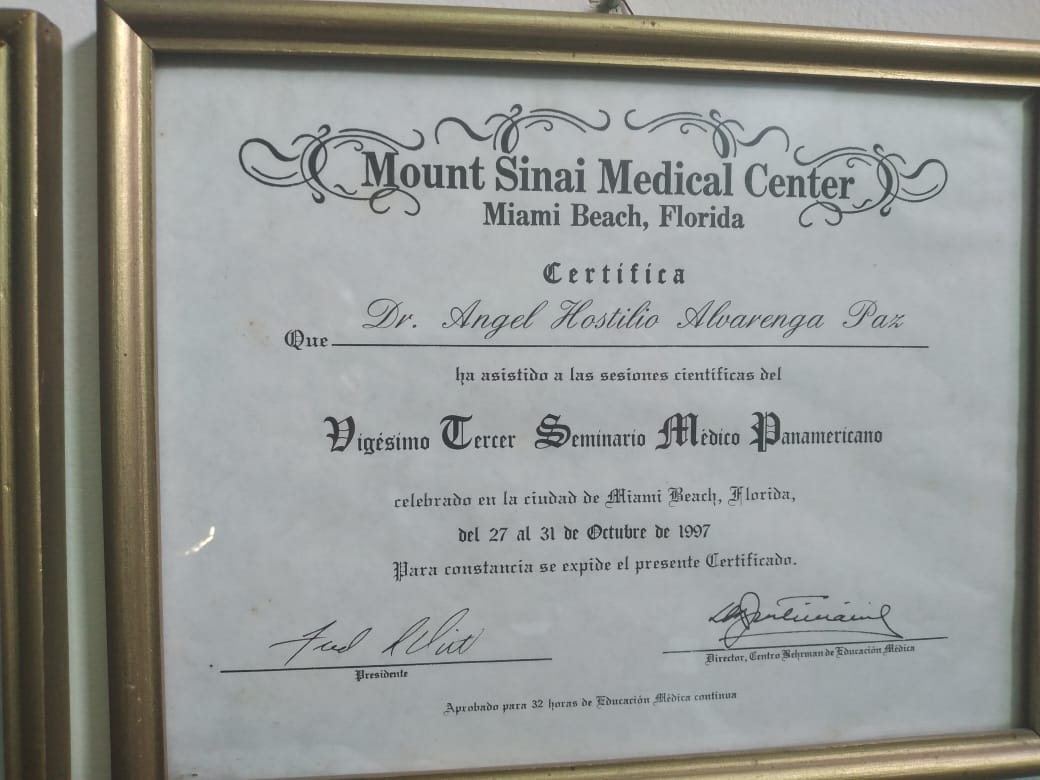 Mount Sinai Medical Center
Miami Beach, Florida
Certifica
Dr. Angel Hostilio Alvarenga Paz
Que
ha asistido a las sesiones científicas del
Vigésimo Tercer Seminario Médico Panamericano
celebrado en la ciudad de Miami Beach, Florida,
del 27 al 31 de Octubre de 1997
Para constancia se expide el presente Certificado.
Presidente
Director, Centro Behrman de Educación Médica
Aprobado para 32 horas de Educación Médica continua